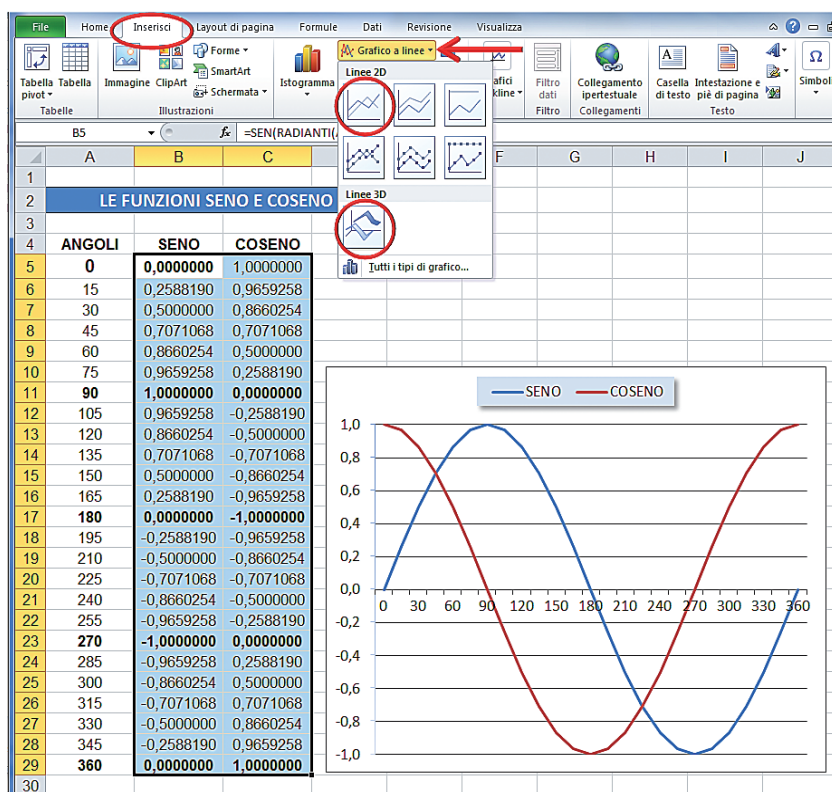 File Home Inserisci Layout di pagina Formule Dati Revisione Visualizza
Tabella pivot Tabella Immagine ClipArt Forme SmartArt Schermata Istogramma Grafico a linee Filtro dati Collegamento ipertestuale Casella di testo Intestazione e piè di pagina Ω Simboli
Tabelle Illustrazioni Filtro Collegamenti Testo
Linee 2D
Linee 3D
Tutti i tipi di grafico...
B5 fx =SEN(RADIANTI(
A B C F G H I J
1
2 LE FUNZIONI SENO E COSENO
3
4 ANGOLI SENO COSENO
5 0 0,0000000 1,0000000
6 15 0,2588190 0,9659258
7 30 0,5000000 0,8660254
8 45 0,7071068 0,7071068
9 60 0,8660254 0,5000000
10 75 0,9659258 0,2588190
11 90 1,0000000 0,0000000
12 105 0,9659258 -0,2588190
13 120 0,8660254 -0,5000000
14 135 0,7071068 -0,7071068
15 150 0,5000000 -0,8660254
16 165 0,2588190 -0,9659258
17 180 0,0000000 -1,0000000
18 195 -0,2588190 -0,9659258
19 210 -0,5000000 -0,8660254
20 225 -0,7071068 -0,7071068
21 240 -0,8660254 -0,5000000
22 255 -0,9659258 -0,2588190
23 270 -1,0000000 0,0000000
24 285 -0,9659258 0,2588190
25 300 -0,8660254 0,5000000
26 315 -0,7071068 0,7071068
27 330 -0,5000000 0,8660254
28 345 -0,2588190 0,9659258
29 360 0,0000000 1,0000000
30
SENO COSENO
1,0
0,8
0,6
0,4
0,2
0,0
0 30 60 90 120 150 180 210 240 270 300 330 360
-0,2
-0,4
-0,6
-0,8
-1,0